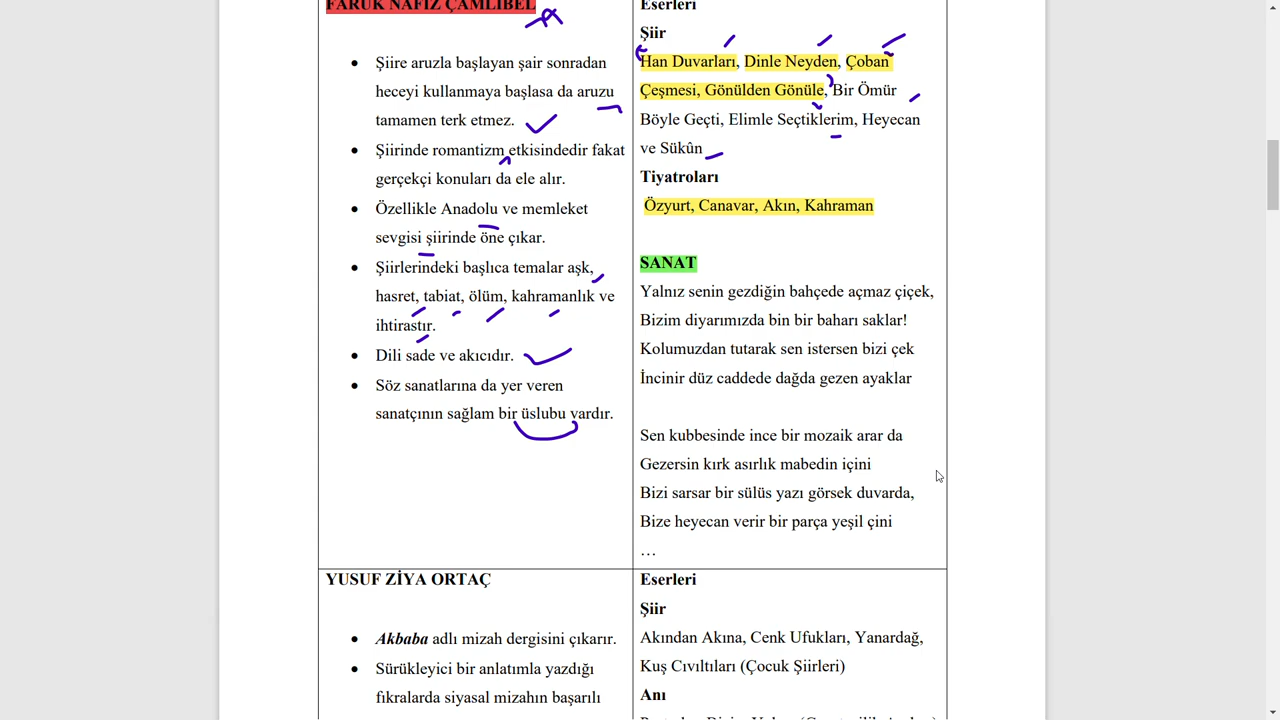 FARUK NAFİZ ÇAMLIBEL
Şiire aruzla başlayan şair sonradan
heceyi kullanmaya başlasa da aruzu
tamamen terk etmez.
Şiirinde romantizm etkisindedir fakat
gerçekçi konuları da ele alır.
Özellikle Anadolu ve memleket
sevgisi şiirinde öne çıkar.
Şiirlerindeki başlıca temalar aşk,
hasret, tabiat, ölüm, kahramanlık ve
ihtirastır.
Dili sade ve akıcıdır.
Söz sanatlarına da yer veren
sanatçının sağlam bir üslubu vardır.
Eserleri
Şiir
Han Duvarları, Dinle Neyden, Çoban
Çeşmesi, Gönülden Gönüle, Bir Ömür
Böyle Geçti, Elimle Seçtiklerim, Heyecan
ve Sükûn
Tiyatroları
Özyurt, Canavar, Akın, Kahraman
SANAT
Yalnız senin gezdiğin bahçede açmaz çiçek,
Bizim diyarımızda bin bir baharı saklar!
Kolumuzdan tutarak sen istersen bizi çek
İncinir düz caddede dağda gezen ayaklar
Sen kubbesinde ince bir mozaik arar da
Gezersin kırk asırlık mabedin içini
Bizi sarsar bir sülüs yazı görsek duvarda,
Bize heyecan verir bir parça yeşil çini
…
YUSUF ZİYA ORTAÇ
Akbaba adlı mizah dergisini çıkarır.
Sürükleyici bir anlatımla yazdığı
fıkralarda siyasal mizahın başarılı
Eserleri
Şiir
Akından Akına, Cenk Ufukları, Yanardağ,
Kuş Cıvıltıları (Çocuk Şiirleri)
Anı